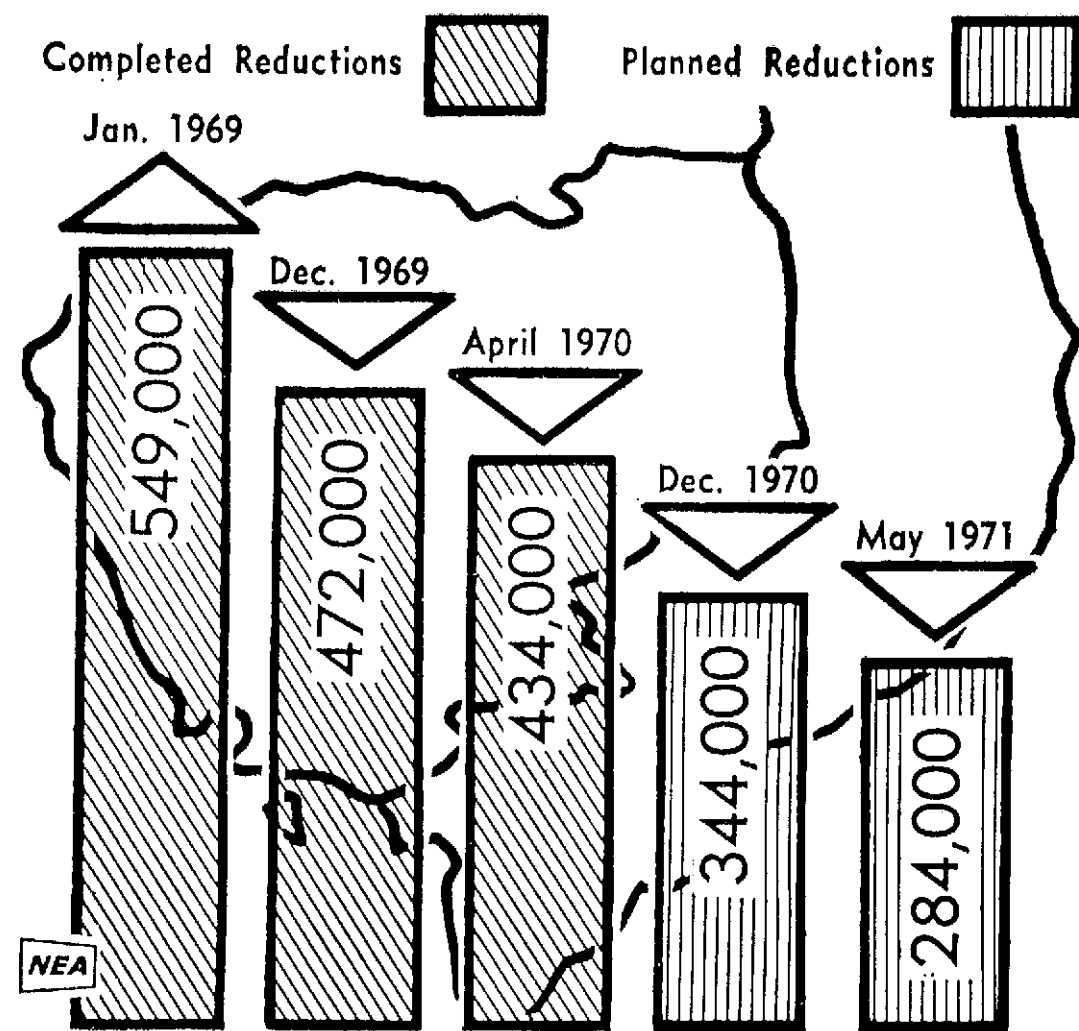 Completed Reductions
Planned Reductions
Jan. 1969
549,000
Dec. 1969
472,000
April 1970
434,000
Dec. 1970
344,000
May 1971
284,000
NEA